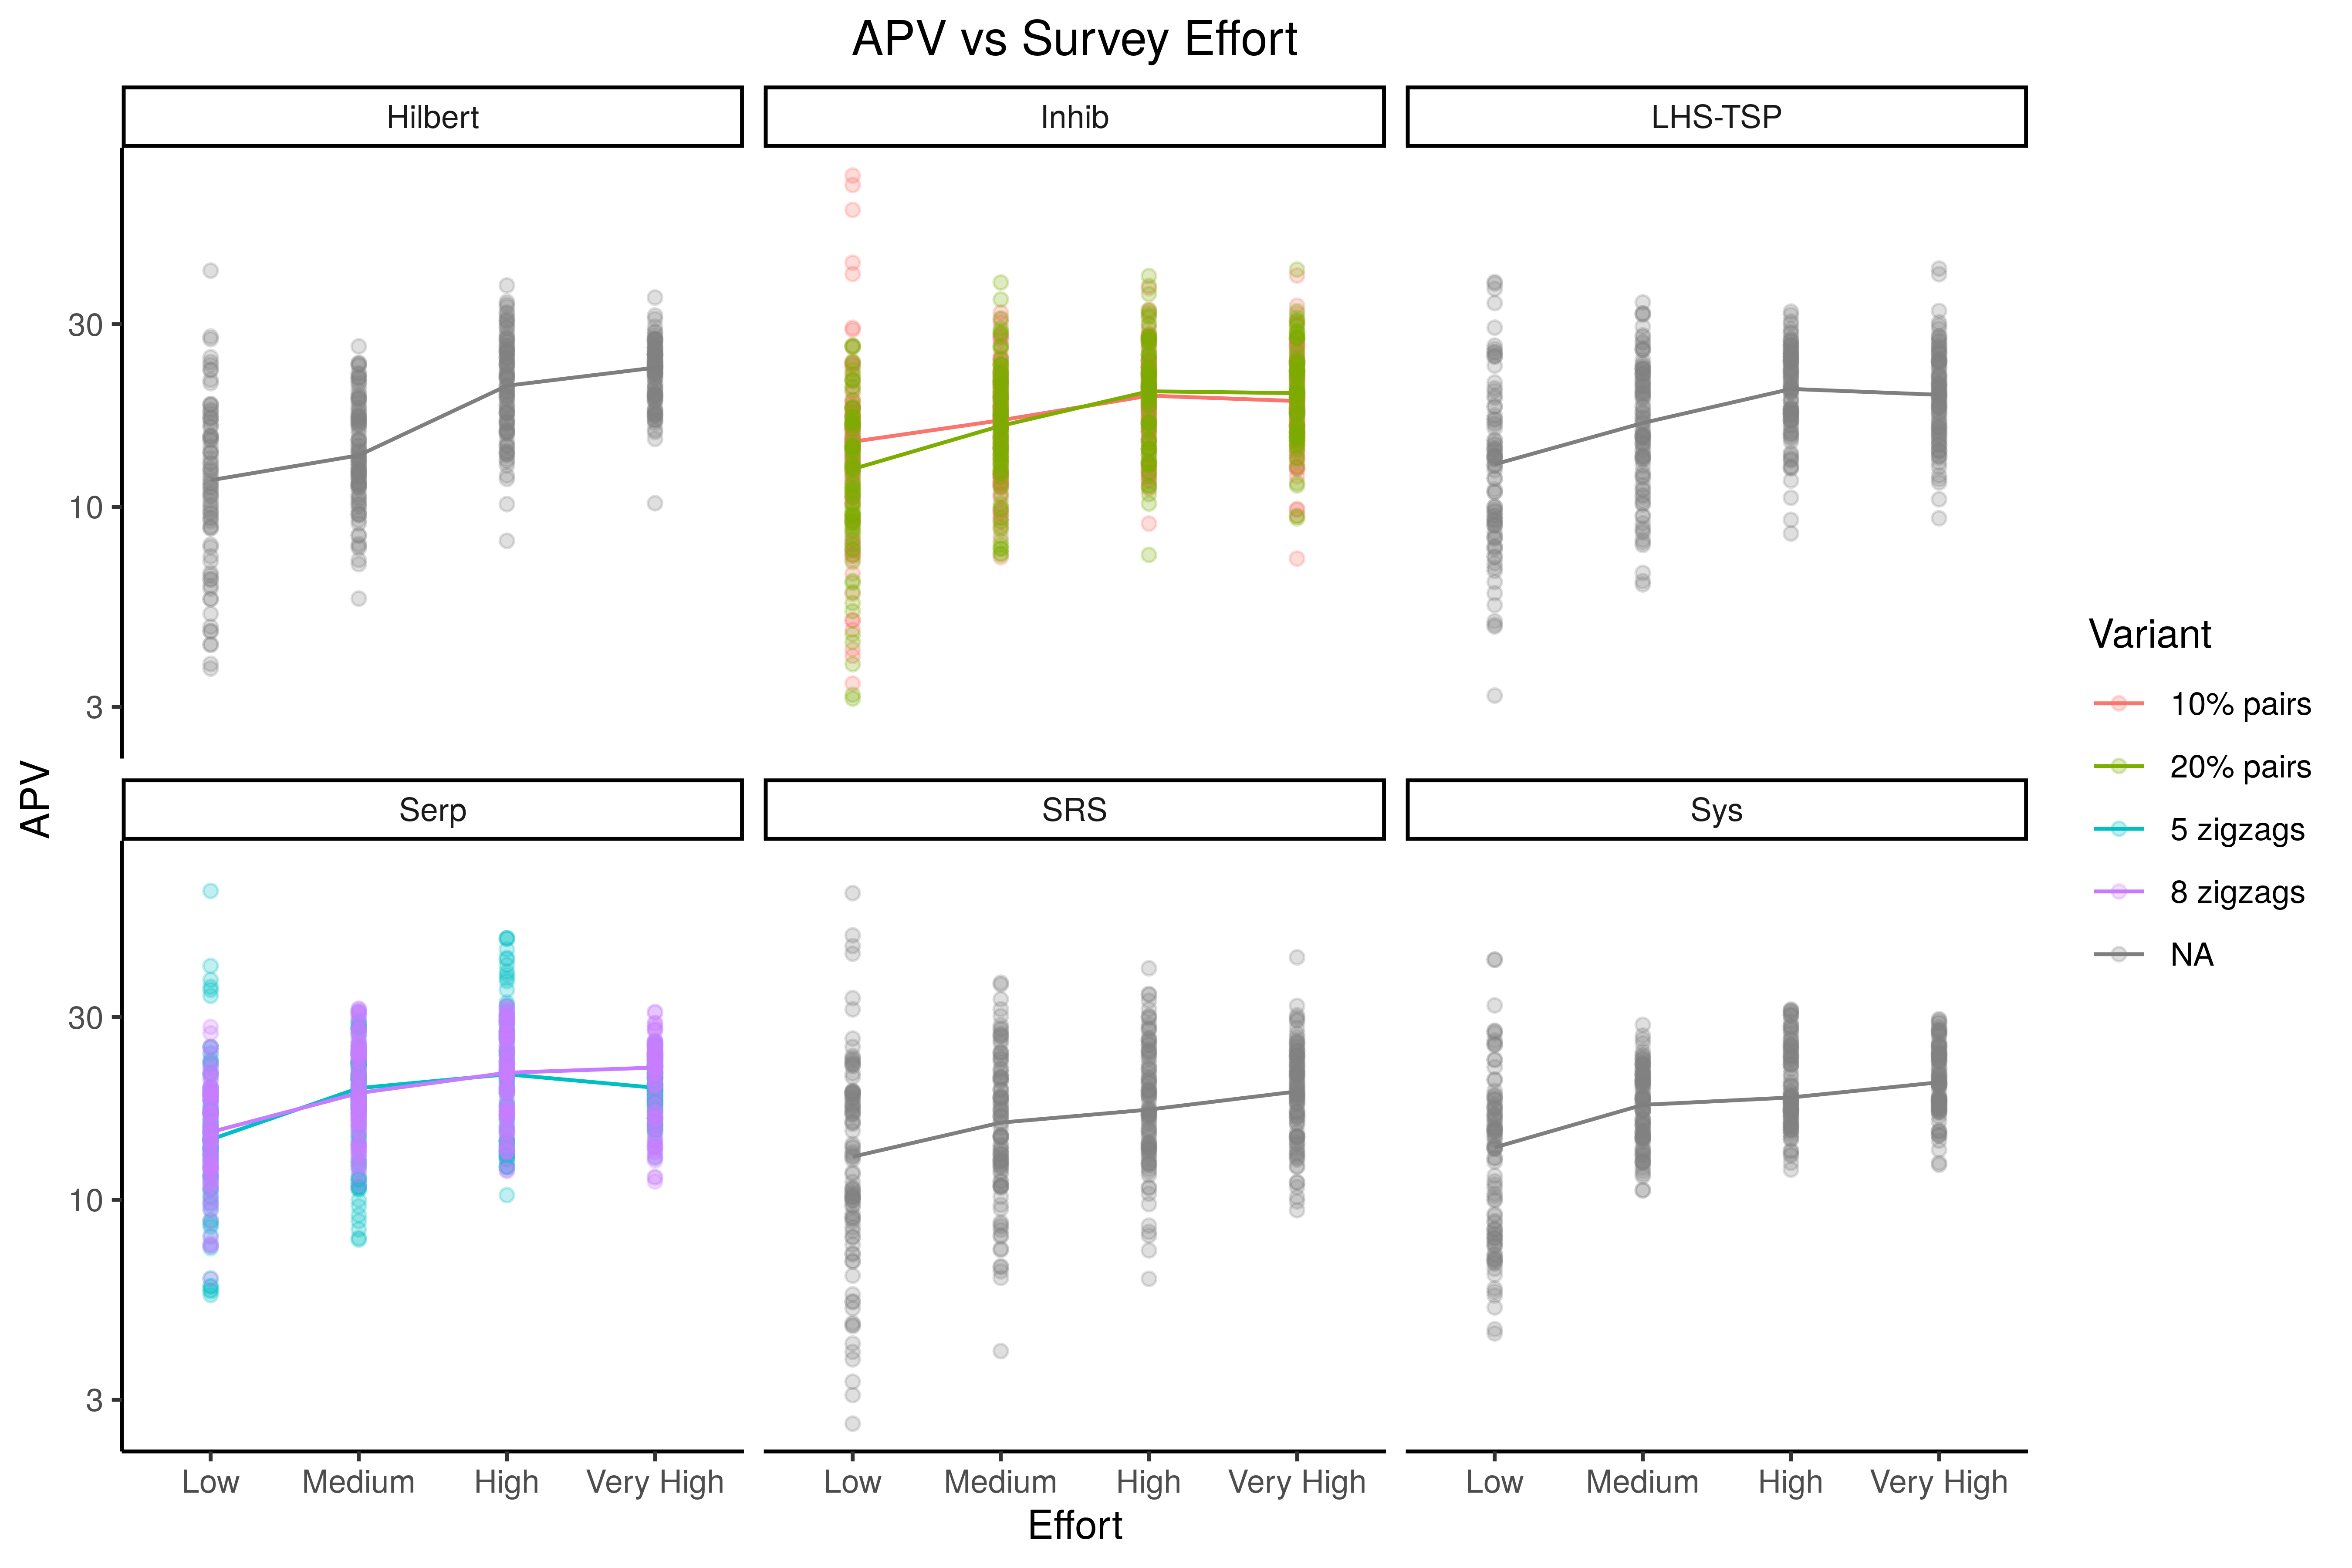 APV vs Survey Effort
Hilbert
Inhib
LHS-TSP
30
10
3
Serp
SRS
Sys
30
10
3
Low Medium High Very High
Low Medium High Very High
Low Medium High Very High
Effort
APV
Variant
10% pairs
20% pairs
5 zigzags
8 zigzags
NA